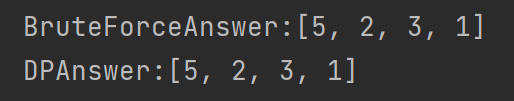 BruteForceAnswer:[5, 2, 3, 1]
DPAnswer:[5, 2, 3, 1]